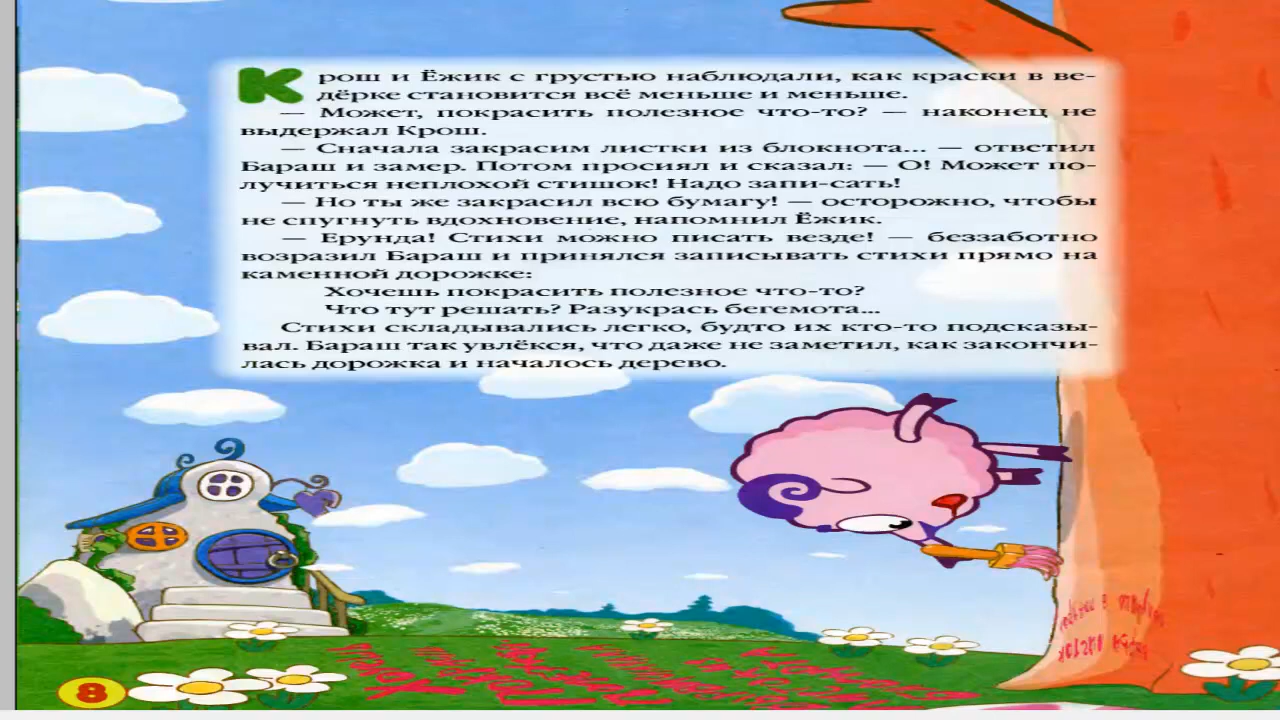 Крош и Ёжик с грустью наблюдали, как краски в ве-
дёрке становится всё меньше и меньше.
— Может, покрасить полезное что-то? — наконец не
выдержал Крош.
— Сначала закрасим листки из блокнота... — ответил
Бараш и замер. Потом просиял и сказал: — О! Может по-
лучиться неплохой стишок! Надо запи-сать!
— Но ты же закрасил всю бумагу! — осторожно, чтобы
не спугнуть вдохновение, напомнил Ёжик.
— Ерунда! Стихи можно писать везде! — беззаботно
возразил Бараш и принялся записывать стихи прямо на
каменной дорожке:
Хочешь покрасить полезное что-то?
Что тут решать? Разукрась бегемота...
Стихи складывались легко, будто их кто-то подсказы-
вал. Бараш так увлёкся, что даже не заметил, как закончи-
лась дорожка и началось дерево.
8